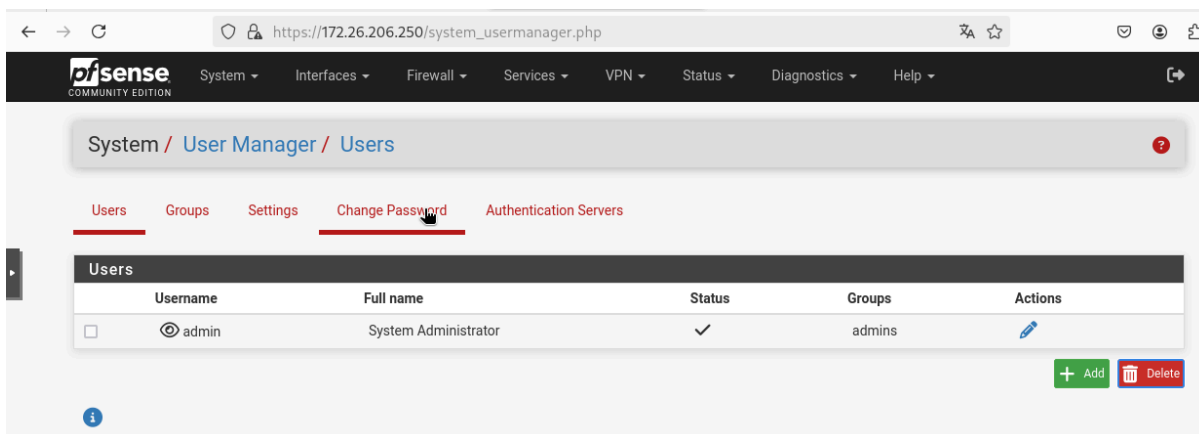 https://172.26.206.250/system_usermanager.php
pfsense System Interfaces Firewall Services VPN Status Diagnostics Help
COMMUNITY EDITION
System / User Manager / Users
Users Groups Settings Change Password Authentication Servers
Users
Username Full name Status Groups Actions
admin System Administrator admins
Add Delete